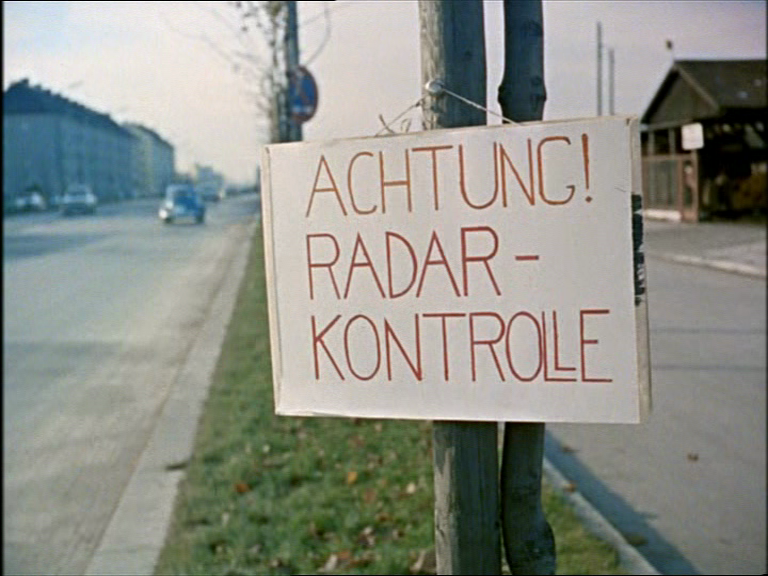 ACHTUNG!
RADAR-
KONTROLLE